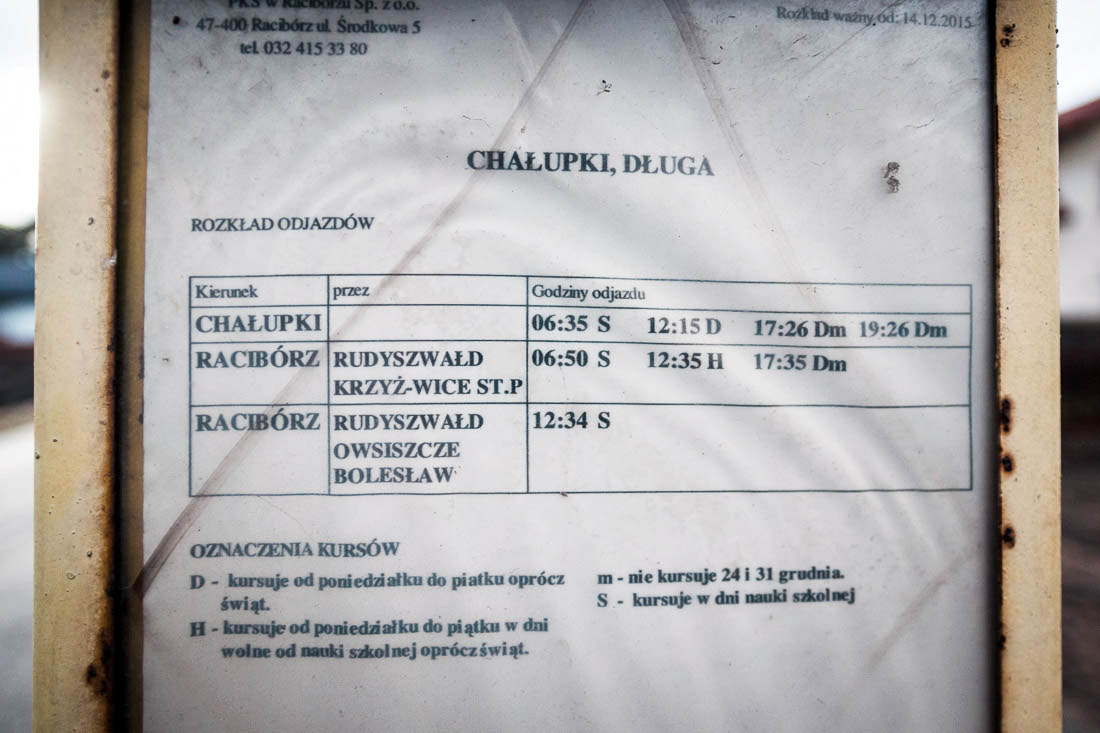 PKS w Raciborzu Sp. z o.o.
47-400 Racibórz ul. Środkowa 5
tel. 032 415 33 80
Rozkład ważny od: 14.12.2015
CHAŁUPKI, DŁUGA
ROZKŁAD ODJAZDÓW
Kierunek przez Godziny odjazdu
CHAŁUPKI 06:35 S 12:15 D 17:26 Dm 19:26 Dm
RACIBÓRZ RUDYSZWAŁD 06:50 S 12:35 H 17:35 Dm
KRZYŻ-WICE ST.P
RACIBÓRZ RUDYSZWAŁD 12:34 S
OWSISZCZE
BOLESŁAW
OZNACZENIA KURSÓW
D - kursuje od poniedziałku do piatku oprócz
świąt.
H - kursuje od poniedziałku do piątku w dni
wolne od nauki szkolnej oprócz świąt.
m - nie kursuje 24 i 31 grudnia.
S - kursuje w dni nauki szkolnej